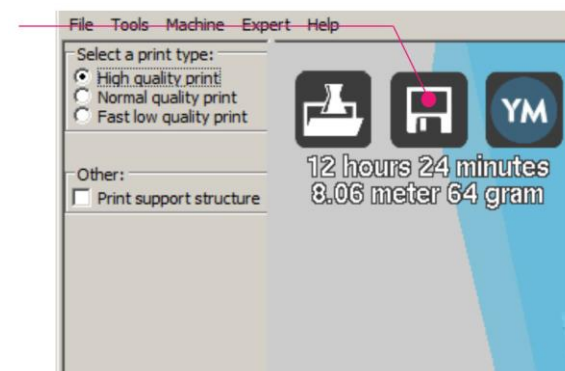 File Tools Machine Expert Help
Select a print type:
High quality print
Normal quality print
Fast low quality print
Other:
Print support structure
YM
12 hours 24 minutes
8.06 meter 64 gram